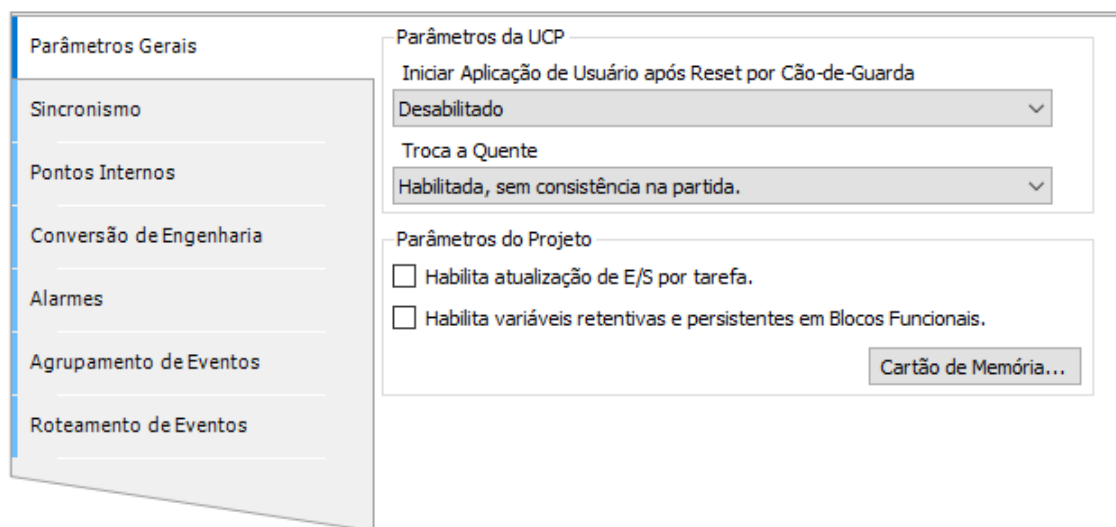 Parâmetros Gerais
Sincronismo
Pontos Internos
Conversão de Engenharia
Alarmes
Agrupamento de Eventos
Roteamento de Eventos
Parâmetros da UCP
Iniciar Aplicação de Usuário após Reset por Cão-de-Guarda
Desabilitado
Troca a Quente
Habilitada, sem consistência na partida.
Parâmetros do Projeto
Habilita atualização de E/S por tarefa.
Habilita variáveis retentivas e persistentes em Blocos Funcionais.
Cartão de Memória...